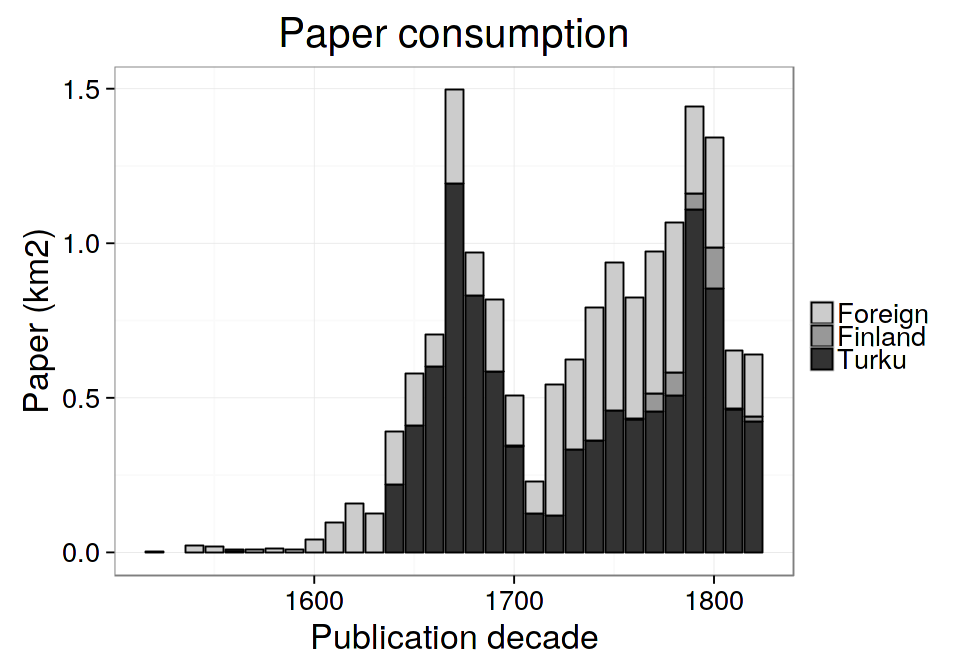 Paper consumption
1.5
1.0
0.5
0.0
Paper (km2)
1600 1700 1800
Publication decade
Foreign
Finland
Turku